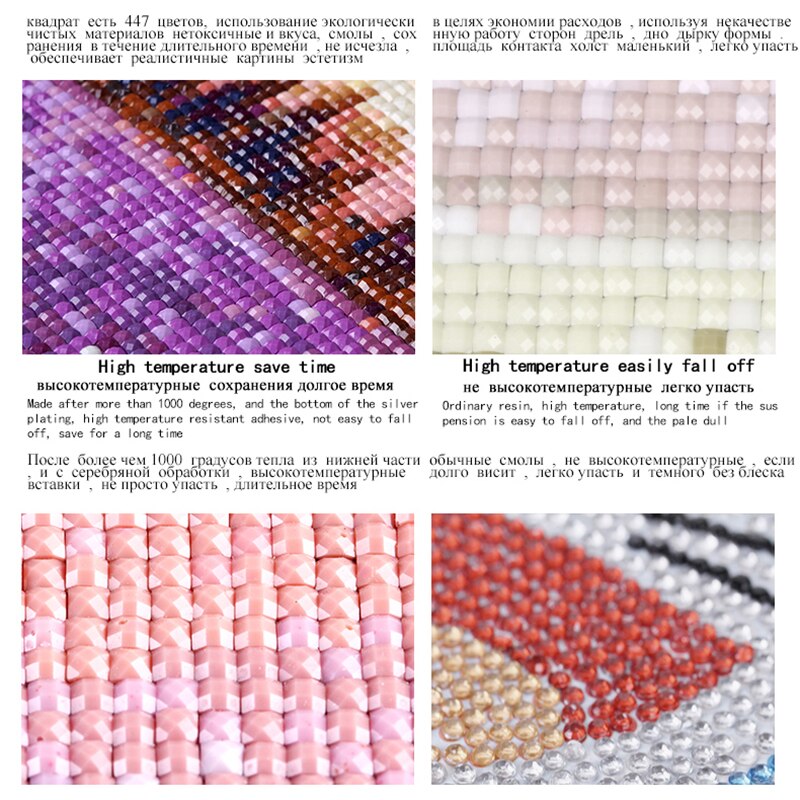 квадрат есть 447 цветов, использование экологически
чистых материалов нетоксичные и вкуса, смолы , сох
ранения в течение длительного времени , не исчезла ,
обеспечивает реалистичные картины эстетизм
в целях экономии расходов , используя некачестве
нную работу сторон дрель , дно дырку формы .
площадь контакта холст маленький , легко упасть
High temperature save time
высокотемпературные сохранения долгое время
Made after more than 1000 degrees, and the bottom of the silver
plating, high temperature resistant adhesive, not easy to fall
off, save for a long time
High temperature easily fall off
не высокотемпературные легко упасть
Ordinary resin, high temperature, long time if the sus
pension is easy to fall off, and the pale dull
После более чем 1000 градусов тепла из нижней части
, и с серебряной обработки , высокотемпературные
вставки , не просто упасть , длительное время
обычные смолы , не высокотемпературные , если
долго висит , легко упасть и темного без блеска